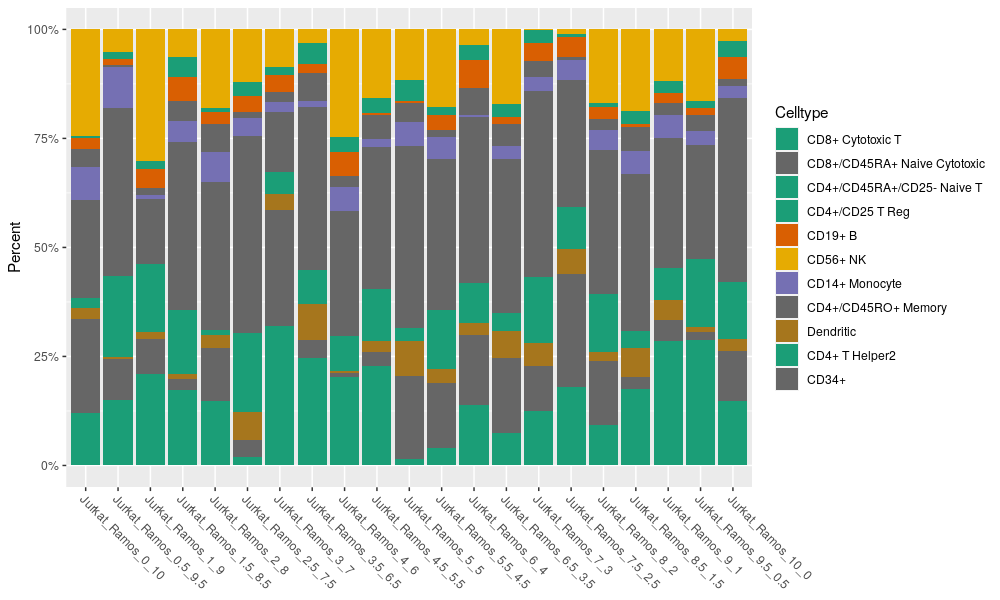 100%
75%
50%
25%
0%
Percent
Jurkat_Ramos_0_10
Jurkat_Ramos_0.5_9.5
Jurkat_Ramos_1_9
Jurkat_Ramos_1.5_8.5
Jurkat_Ramos_2_8
Jurkat_Ramos_2.5_7.5
Jurkat_Ramos_3_7
Jurkat_Ramos_3.5_6.5
Jurkat_Ramos_4_6
Jurkat_Ramos_4.5_5.5
Jurkat_Ramos_5_5
Jurkat_Ramos_5.5_4.5
Jurkat_Ramos_6_4
Jurkat_Ramos_6.5_3.5
Jurkat_Ramos_7_3
Jurkat_Ramos_7.5_2.5
Jurkat_Ramos_8_2
Jurkat_Ramos_8.5_1.5
Jurkat_Ramos_9_1
Jurkat_Ramos_9.5_0.5
Jurkat_Ramos_10_0
Celltype
CD8+ Cytotoxic T
CD8+/CD45RA+ Naive Cytotoxic
CD4+/CD45RA+/CD25- Naive T
CD4+/CD25 T Reg
CD19+ B
CD56+ NK
CD14+ Monocyte
CD4+/CD45RO+ Memory
Dendritic
CD4+ T Helper2
CD34+